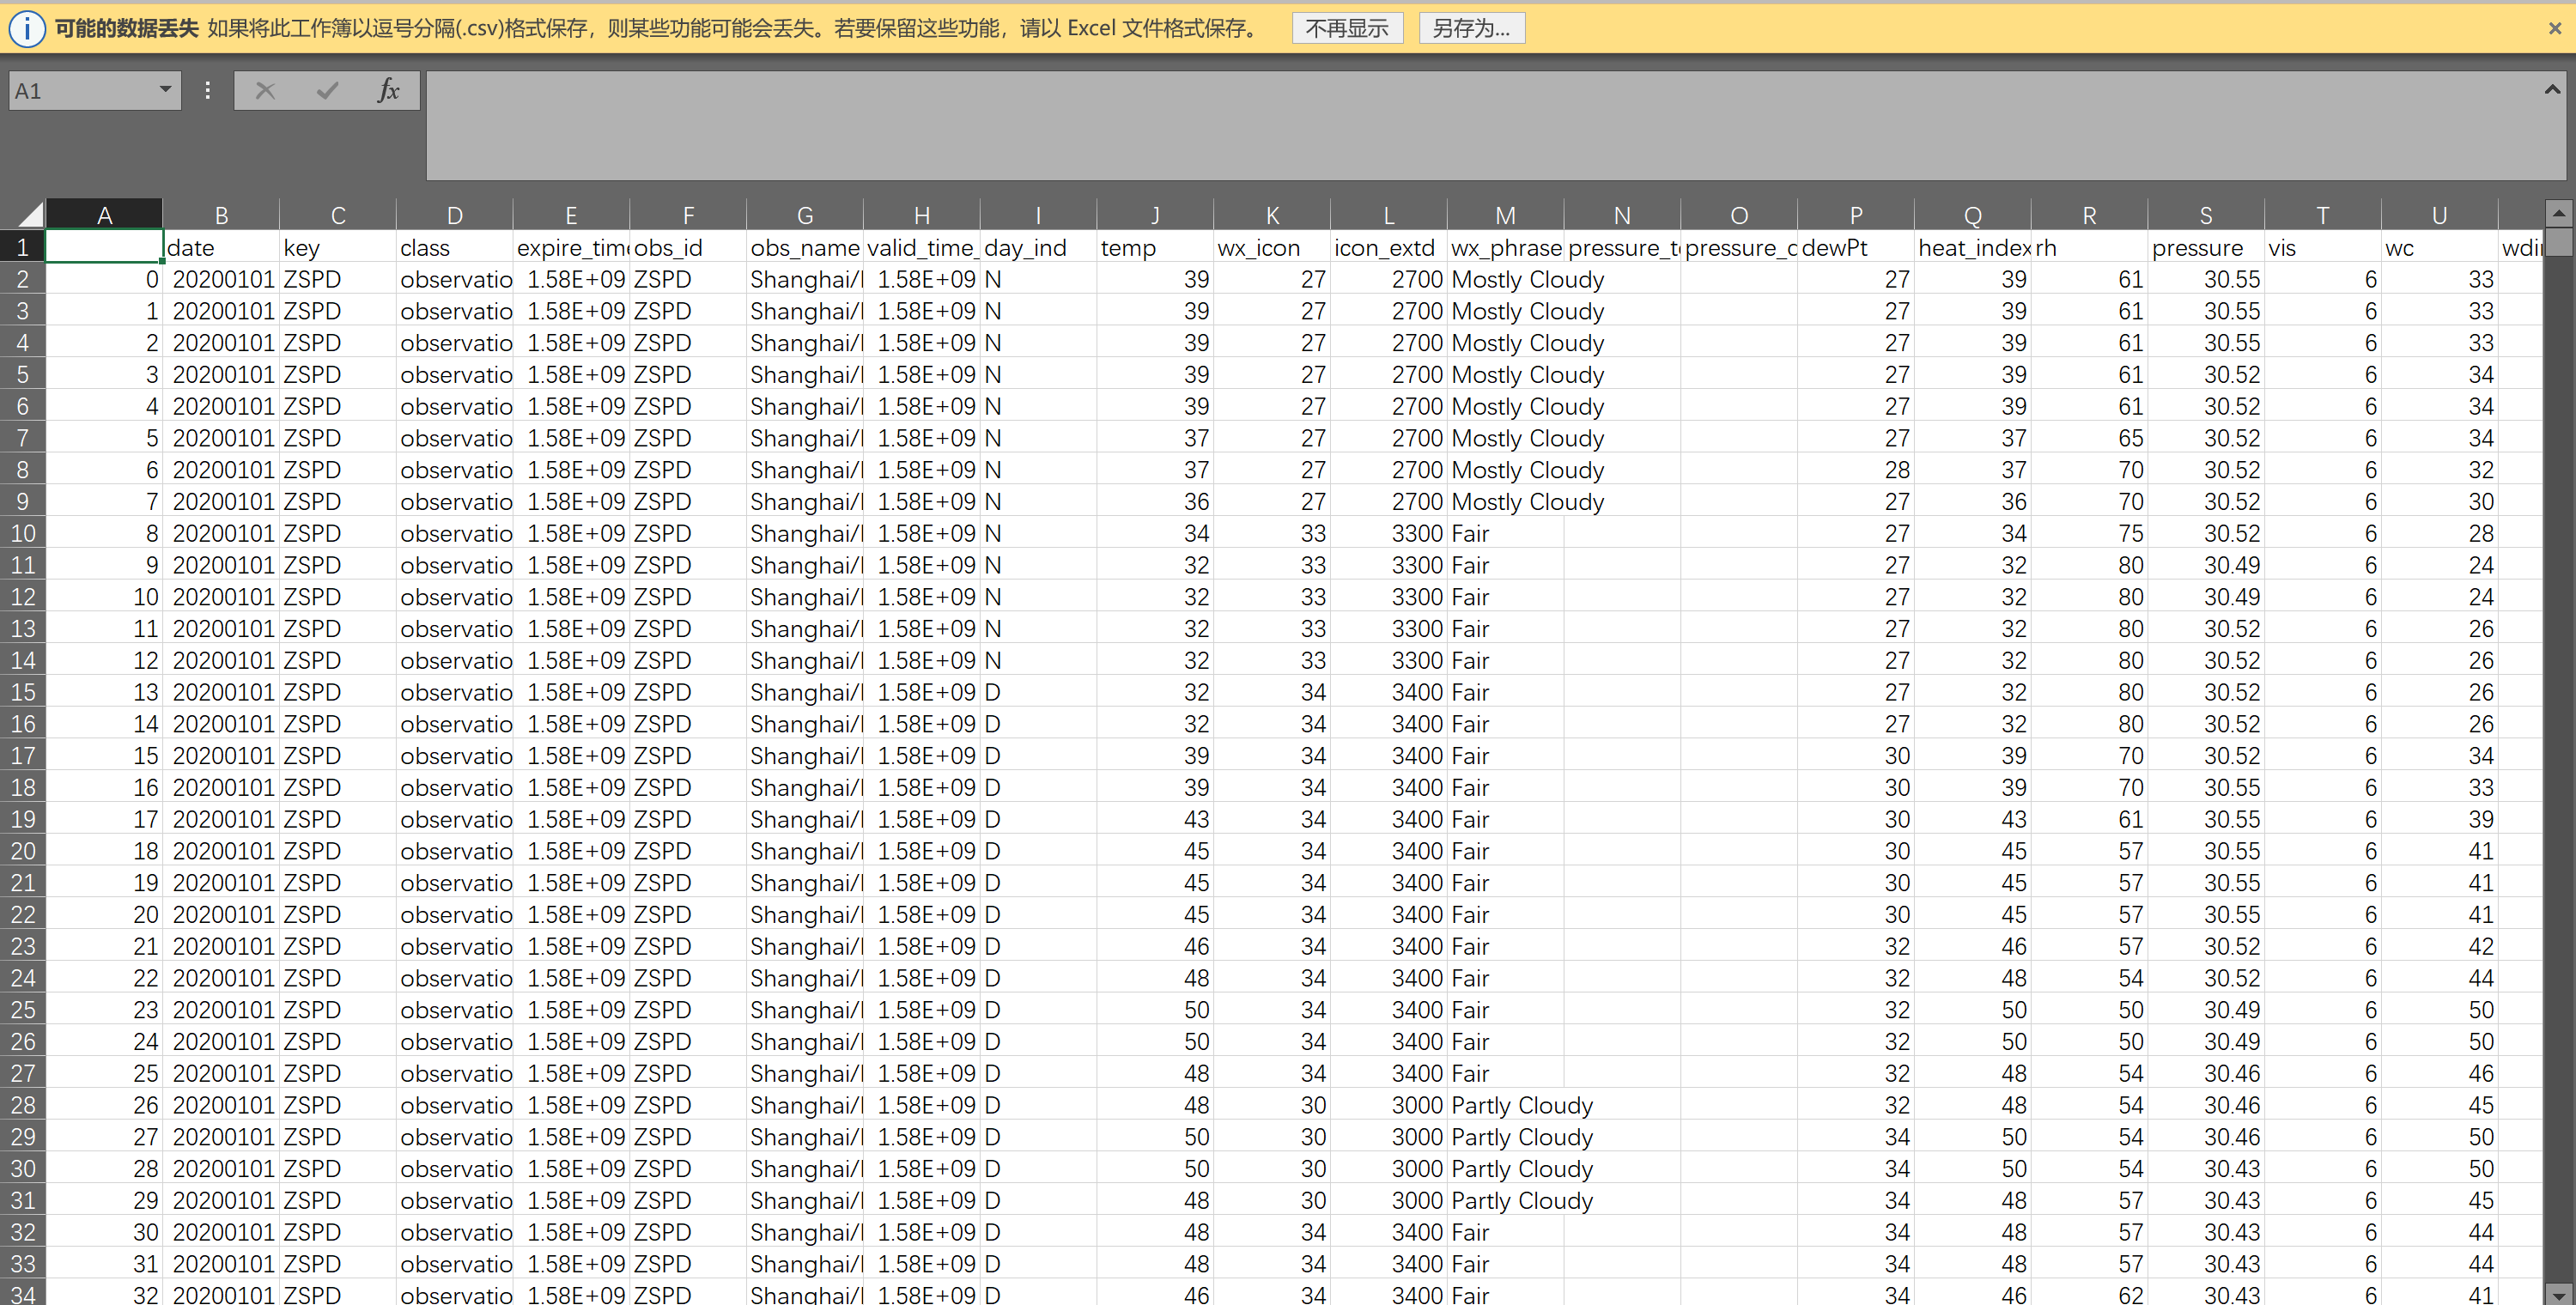 可能的数据丢失 如果将此工作簿以逗号分隔(.csv)格式保存，则某些功能可能会丢失。若要保留这些功能，请以 Excel 文件格式保存。 不再显示 另存为...
A1 fx
A B C D E F G H I J K L M N O P Q R S T U
1 date key class expire_time obs_id obs_name valid_time_ day_ind temp wx_icon icon_extd wx_phrase pressure_te pressure_d dewPt heat_index rh pressure vis wc wdi
2 0 20200101 ZSPD observatio 1.58E+09 ZSPD Shanghai/ 1.58E+09 N 39 27 2700 Mostly Cloudy 27 39 61 30.55 6 33
3 1 20200101 ZSPD observatio 1.58E+09 ZSPD Shanghai/ 1.58E+09 N 39 27 2700 Mostly Cloudy 27 39 61 30.55 6 33
4 2 20200101 ZSPD observatio 1.58E+09 ZSPD Shanghai/ 1.58E+09 N 39 27 2700 Mostly Cloudy 27 39 61 30.55 6 33
5 3 20200101 ZSPD observatio 1.58E+09 ZSPD Shanghai/ 1.58E+09 N 39 27 2700 Mostly Cloudy 27 39 61 30.52 6 34
6 4 20200101 ZSPD observatio 1.58E+09 ZSPD Shanghai/ 1.58E+09 N 39 27 2700 Mostly Cloudy 27 39 61 30.52 6 34
7 5 20200101 ZSPD observatio 1.58E+09 ZSPD Shanghai/ 1.58E+09 N 37 27 2700 Mostly Cloudy 27 37 65 30.52 6 34
8 6 20200101 ZSPD observatio 1.58E+09 ZSPD Shanghai/ 1.58E+09 N 37 27 2700 Mostly Cloudy 28 37 70 30.52 6 32
9 7 20200101 ZSPD observatio 1.58E+09 ZSPD Shanghai/ 1.58E+09 N 36 27 2700 Mostly Cloudy 27 36 70 30.52 6 30
10 8 20200101 ZSPD observatio 1.58E+09 ZSPD Shanghai/ 1.58E+09 N 34 33 3300 Fair 27 34 75 30.52 6 28
11 9 20200101 ZSPD observatio 1.58E+09 ZSPD Shanghai/ 1.58E+09 N 32 33 3300 Fair 27 32 80 30.49 6 24
12 10 20200101 ZSPD observatio 1.58E+09 ZSPD Shanghai/ 1.58E+09 N 32 33 3300 Fair 27 32 80 30.49 6 24
13 11 20200101 ZSPD observatio 1.58E+09 ZSPD Shanghai/ 1.58E+09 N 32 33 3300 Fair 27 32 80 30.52 6 26
14 12 20200101 ZSPD observatio 1.58E+09 ZSPD Shanghai/ 1.58E+09 N 32 33 3300 Fair 27 32 80 30.52 6 26
15 13 20200101 ZSPD observatio 1.58E+09 ZSPD Shanghai/ 1.58E+09 D 32 34 3400 Fair 27 32 80 30.52 6 26
16 14 20200101 ZSPD observatio 1.58E+09 ZSPD Shanghai/ 1.58E+09 D 32 34 3400 Fair 27 32 80 30.52 6 26
17 15 20200101 ZSPD observatio 1.58E+09 ZSPD Shanghai/ 1.58E+09 D 39 34 3400 Fair 30 39 70 30.52 6 34
18 16 20200101 ZSPD observatio 1.58E+09 ZSPD Shanghai/ 1.58E+09 D 39 34 3400 Fair 30 39 70 30.55 6 33
19 17 20200101 ZSPD observatio 1.58E+09 ZSPD Shanghai/ 1.58E+09 D 43 34 3400 Fair 30 43 61 30.55 6 39
20 18 20200101 ZSPD observatio 1.58E+09 ZSPD Shanghai/ 1.58E+09 D 45 34 3400 Fair 30 45 57 30.55 6 41
21 19 20200101 ZSPD observatio 1.58E+09 ZSPD Shanghai/ 1.58E+09 D 45 34 3400 Fair 30 45 57 30.55 6 41
22 20 20200101 ZSPD observatio 1.58E+09 ZSPD Shanghai/ 1.58E+09 D 45 34 3400 Fair 30 45 57 30.55 6 41
23 21 20200101 ZSPD observatio 1.58E+09 ZSPD Shanghai/ 1.58E+09 D 46 34 3400 Fair 32 46 57 30.52 6 42
24 22 20200101 ZSPD observatio 1.58E+09 ZSPD Shanghai/ 1.58E+09 D 48 34 3400 Fair 32 48 54 30.52 6 44
25 23 20200101 ZSPD observatio 1.58E+09 ZSPD Shanghai/ 1.58E+09 D 50 34 3400 Fair 32 50 50 30.49 6 50
26 24 20200101 ZSPD observatio 1.58E+09 ZSPD Shanghai/ 1.58E+09 D 50 34 3400 Fair 32 50 50 30.49 6 50
27 25 20200101 ZSPD observatio 1.58E+09 ZSPD Shanghai/ 1.58E+09 D 48 34 3400 Fair 32 48 54 30.46 6 46
28 26 20200101 ZSPD observatio 1.58E+09 ZSPD Shanghai/ 1.58E+09 D 48 30 3000 Partly Cloudy 32 48 54 30.46 6 45
29 27 20200101 ZSPD observatio 1.58E+09 ZSPD Shanghai/ 1.58E+09 D 50 30 3000 Partly Cloudy 34 50 54 30.46 6 50
30 28 20200101 ZSPD observatio 1.58E+09 ZSPD Shanghai/ 1.58E+09 D 50 30 3000 Partly Cloudy 34 50 54 30.43 6 50
31 29 20200101 ZSPD observatio 1.58E+09 ZSPD Shanghai/ 1.58E+09 D 48 30 3000 Partly Cloudy 34 48 57 30.43 6 45
32 30 20200101 ZSPD observatio 1.58E+09 ZSPD Shanghai/ 1.58E+09 D 48 34 3400 Fair 34 48 57 30.43 6 44
33 31 20200101 ZSPD observatio 1.58E+09 ZSPD Shanghai/ 1.58E+09 D 48 34 3400 Fair 34 48 57 30.43 6 44
34 32 20200101 ZSPD observatio 1.58E+09 ZSPD Shanghai/ 1.58E+09 D 46 34 3400 Fair 34 46 62 30.43 6 41